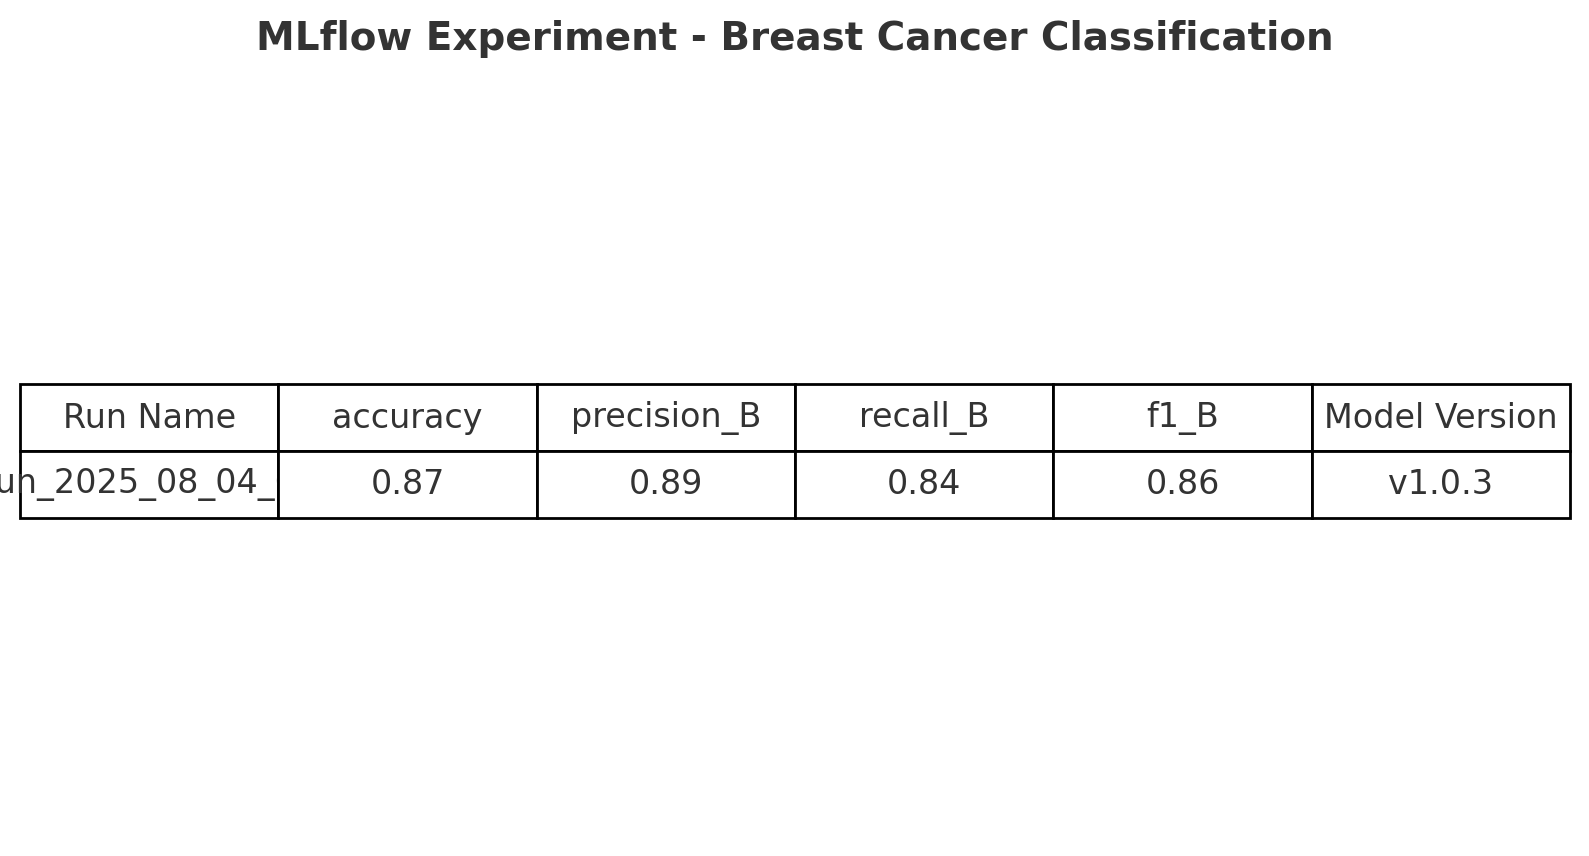 MLflow Experiment - Breast Cancer Classification
Run Name accuracy precision_B recall_B f1_B Model Version
un_2025_08_04_ 0.87 0.89 0.84 0.86 v1.0.3